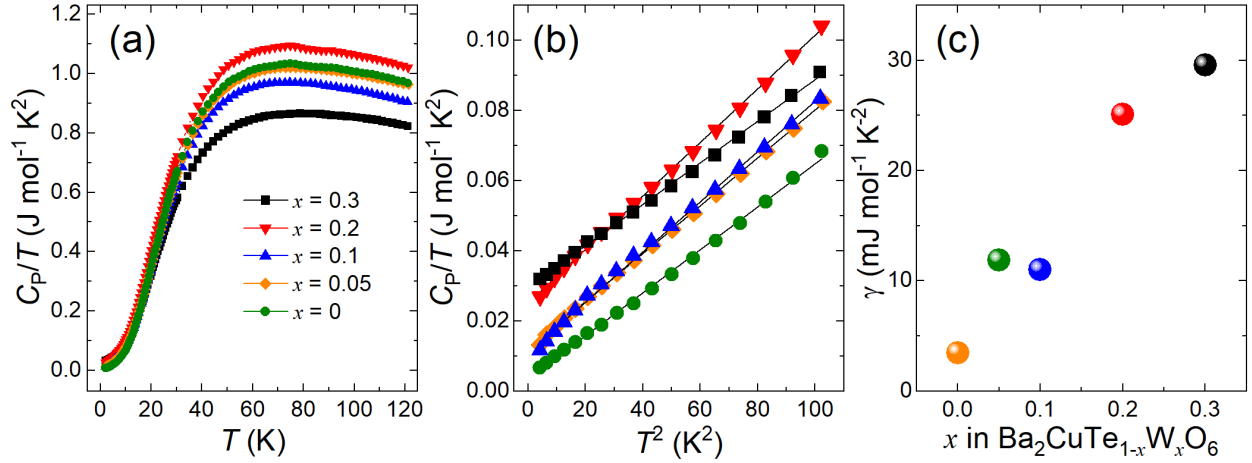 (a)
1.2
1.0
0.8
0.6
0.4
0.2
0.0
C_P/T (J mol⁻¹ K²)
x = 0.3
x = 0.2
x = 0.1
x = 0.05
x = 0
0 20 40 60 80 100 120
T (K)
(b)
0.10
0.08
0.06
0.04
0.02
0.00
C_P/T (J mol⁻¹ K²)
0 20 40 60 80 100
T² (K²)
(c)
30
20
10
0
γ (mJ mol⁻¹ K⁻²)
0.0 0.1 0.2 0.3
x in Ba₂CuTe₁₋ₓWₓO₆